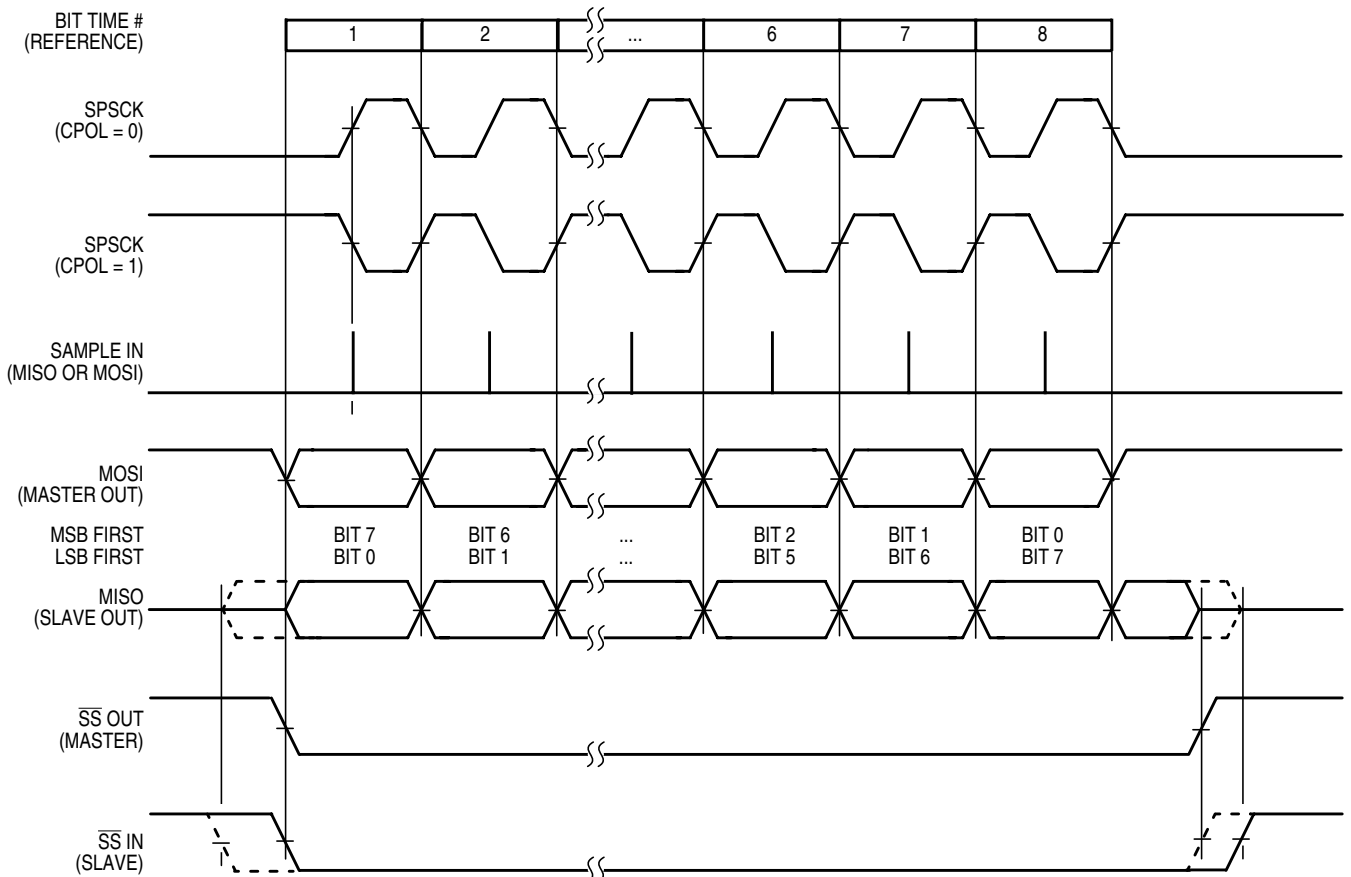 BIT TIME #
(REFERENCE)
1 2 ... 6 7 8
SPSCK
(CPOL = 0)
SPSCK
(CPOL = 1)
SAMPLE IN
(MISO OR MOSI)
MOSI
(MASTER OUT)
MSB FIRST BIT 7 BIT 6 ... BIT 2 BIT 1 BIT 0
LSB FIRST BIT 0 BIT 1 ... BIT 5 BIT 6 BIT 7
MISO
(SLAVE OUT)
S̅S̅ OUT
(MASTER)
S̅S̅ IN
(SLAVE)